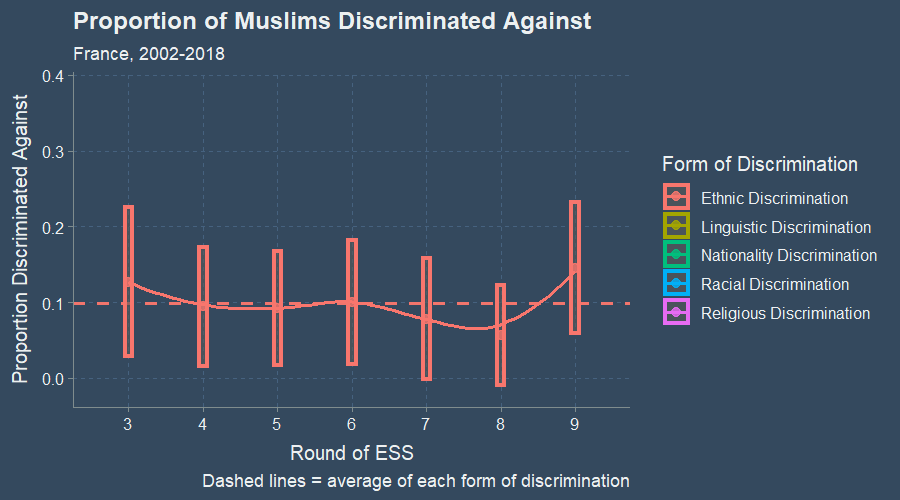 Proportion of Muslims Discriminated Against
France, 2002-2018
Proportion Discriminated Against
0.4
0.3
0.2
0.1
0.0
3 4 5 6 7 8 9
Round of ESS
Dashed lines = average of each form of discrimination
Form of Discrimination
Ethnic Discrimination
Linguistic Discrimination
Nationality Discrimination
Racial Discrimination
Religious Discrimination